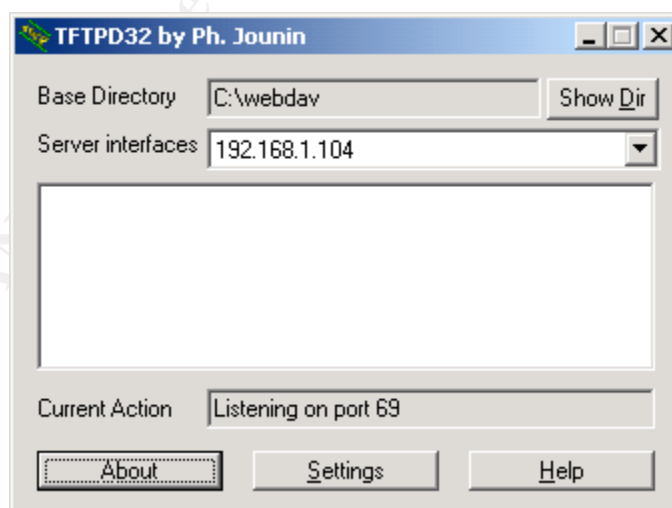 TFTPD32 by Ph. Jounin
Base Directory C:\webdav Show Dir
Server interfaces 192.168.1.104
Current Action Listening on port 69
About Settings Help